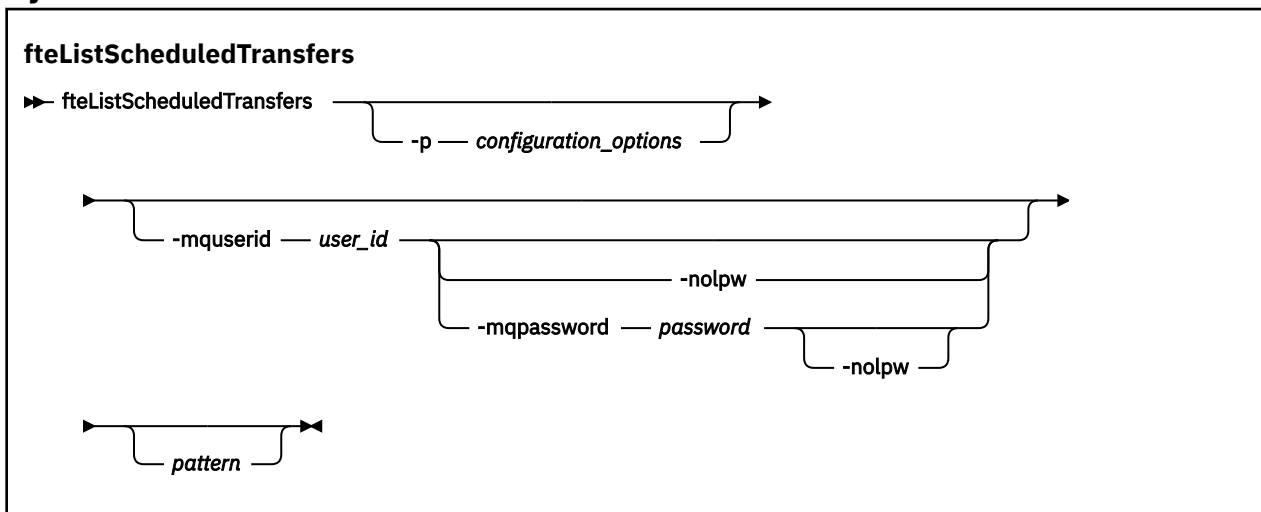 fteListScheduledTransfers
fteListScheduledTransfers
-p configuration_options
-mquserid user_id
-nolpw
-mqpassword password
-nolpw
pattern